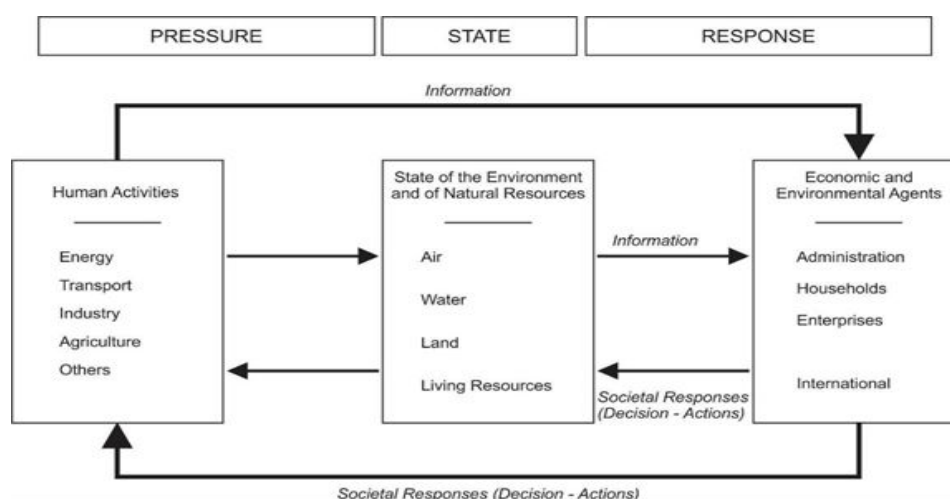 PRESSURE
STATE
RESPONSE
Information
Human Activities
Energy
Transport
Industry
Agriculture
Others
State of the Environment
and of Natural Resources
Air
Water
Land
Living Resources
Information
Societal Responses
(Decision - Actions)
Economic and
Environmental Agents
Administration
Households
Enterprises
International
Societal Responses (Decision - Actions)